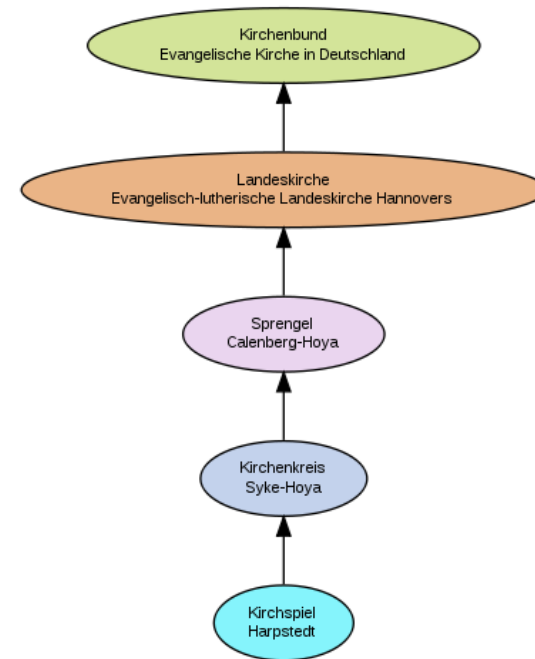 Kirchenbund
Evangelische Kirche in Deutschland
Landeskirche
Evangelisch-lutherische Landeskirche Hannovers
Sprengel
Calenberg-Hoya
Kirchenkreis
Syke-Hoya
Kirchspiel
Harpstedt